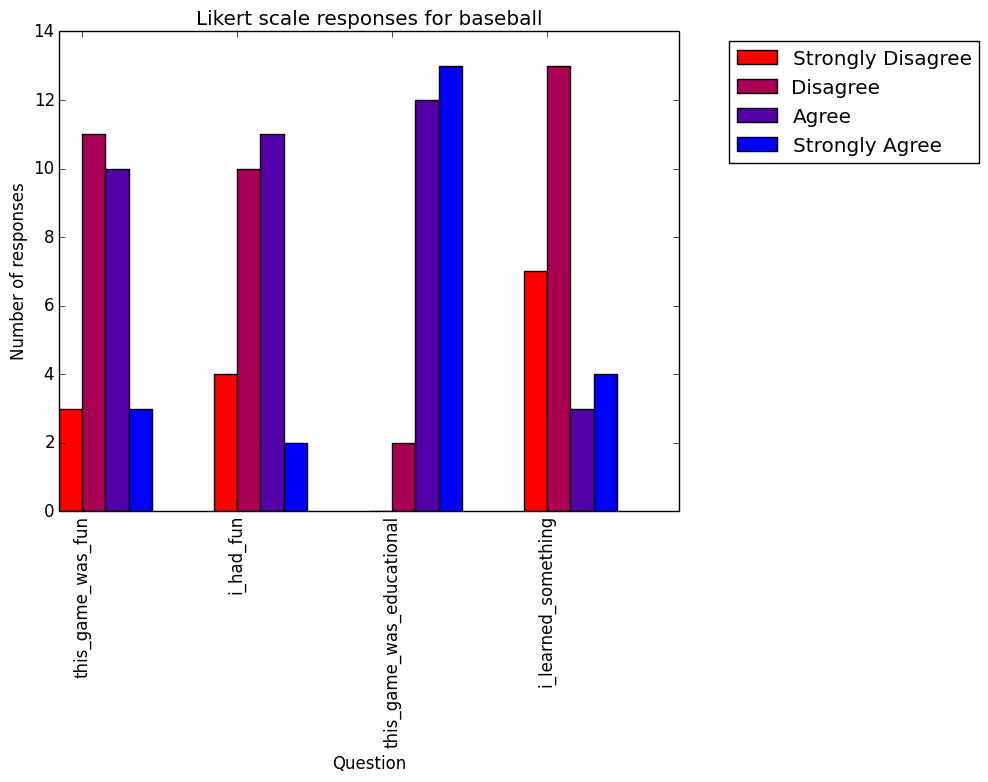 Likert scale responses for baseball
14
12
10
8
6
4
2
0
Number of responses
this_game_was_fun
i_had_fun
this_game_was_educational
i_learned_something
Question
Strongly Disagree
Disagree
Agree
Strongly Agree